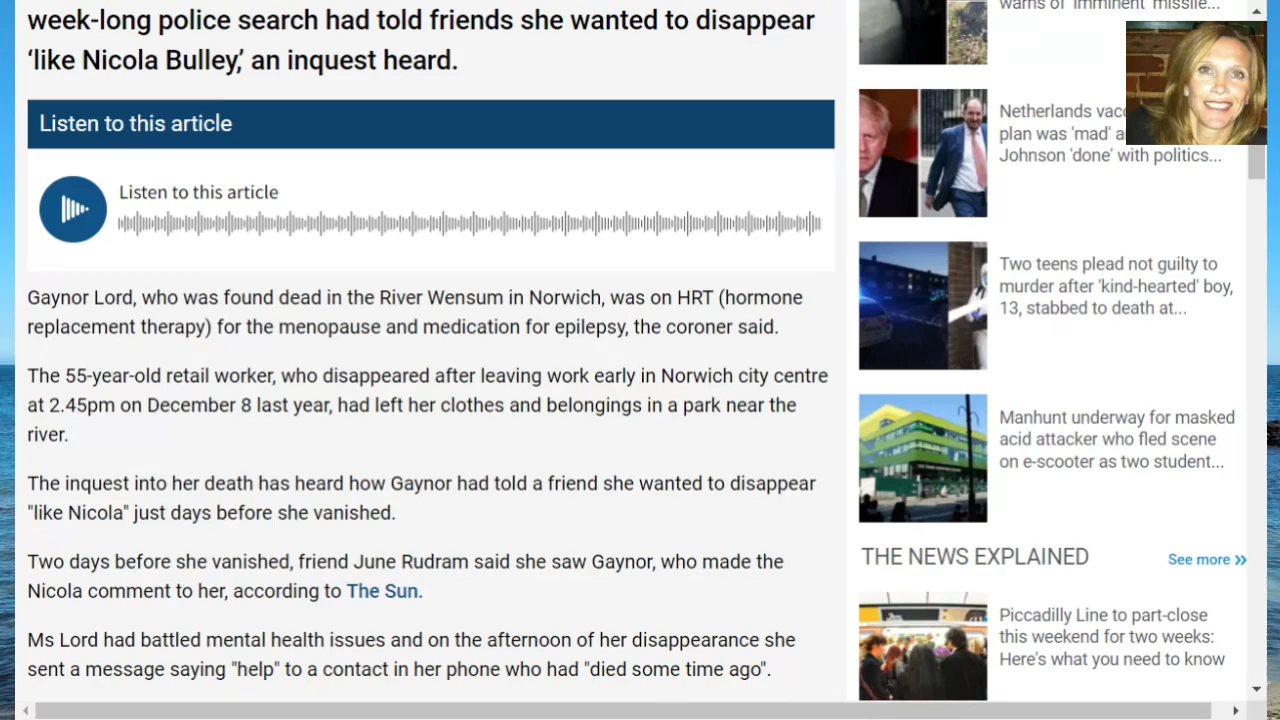 week-long police search had told friends she wanted to disappear
‘like Nicola Bulley,’ an inquest heard.
Listen to this article
Listen to this article
Gaynor Lord, who was found dead in the River Wensum in Norwich, was on HRT (hormone
replacement therapy) for the menopause and medication for epilepsy, the coroner said.
The 55-year-old retail worker, who disappeared after leaving work early in Norwich city centre
at 2.45pm on December 8 last year, had left her clothes and belongings in a park near the
river.
The inquest into her death has heard how Gaynor had told a friend she wanted to disappear
"like Nicola" just days before she vanished.
Two days before she vanished, friend June Rudram said she saw Gaynor, who made the
Nicola comment to her, according to The Sun.
Ms Lord had battled mental health issues and on the afternoon of her disappearance she
sent a message saying "help" to a contact in her phone who had "died some time ago".
warns of 'imminent' missile...
Netherlands
plan was 'mad'
Johnson 'done' with politics...
Two teens plead not guilty to
murder after 'kind-hearted' boy,
13, stabbed to death at...
Manhunt underway for masked
acid attacker who fled scene
on e-scooter as two student...
THE NEWS EXPLAINED
See more »
Piccadilly Line to part-close
this weekend for two weeks:
Here's what you need to know